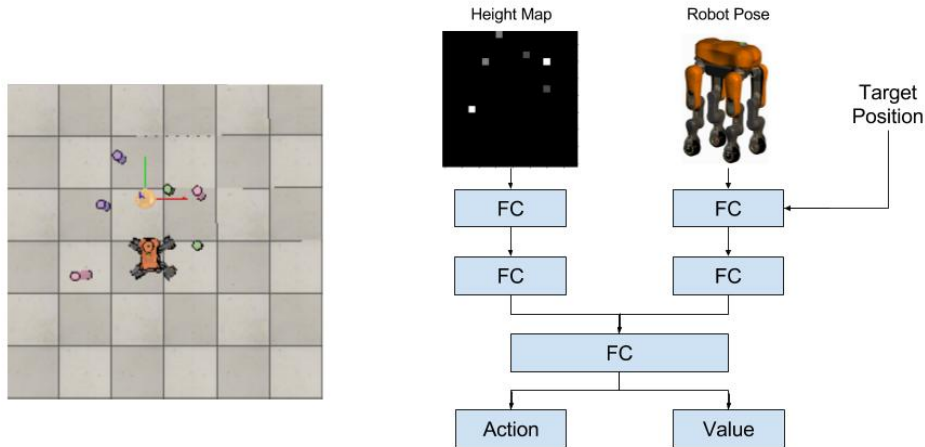 Height Map
Robot Pose
Target
Position
FC
FC
FC
FC
FC
Action
Value